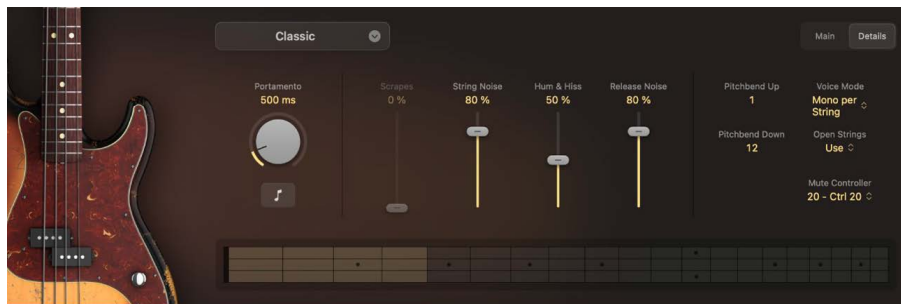 Classic
Main
Details
Portamento
500 ms
Scrapes
0 %
String Noise
80 %
Hum & Hiss
50 %
Release Noise
80 %
Pitchbend Up
1
Voice Mode
Mono per
String
Pitchbend Down
12
Open Strings
Use
Mute Controller
20 - Ctrl 20